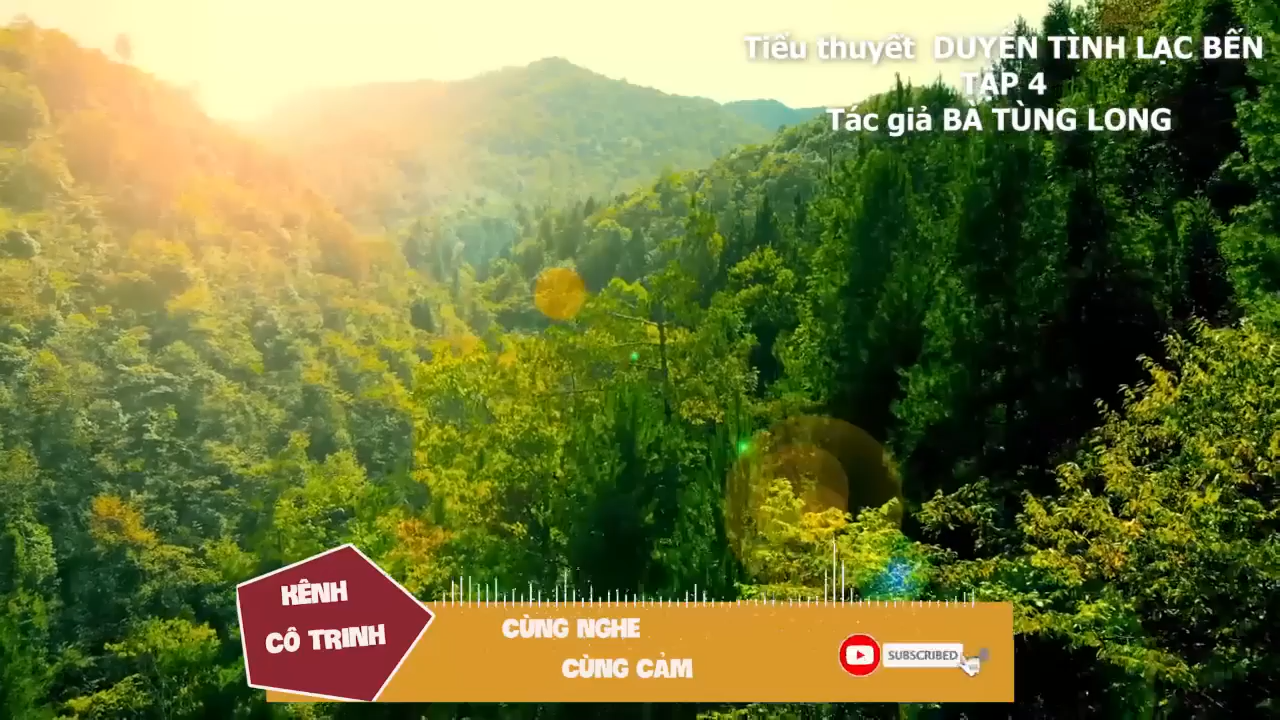 Tiểu thuyết DUYÊN TÌNH LẠC BẾN
TẬP 4
Tác giả BÀ TÙNG LONG
KÊNH
CÔ TRINH
CÙNG NGHE
CÙNG CẢM
SUBSCRIBED